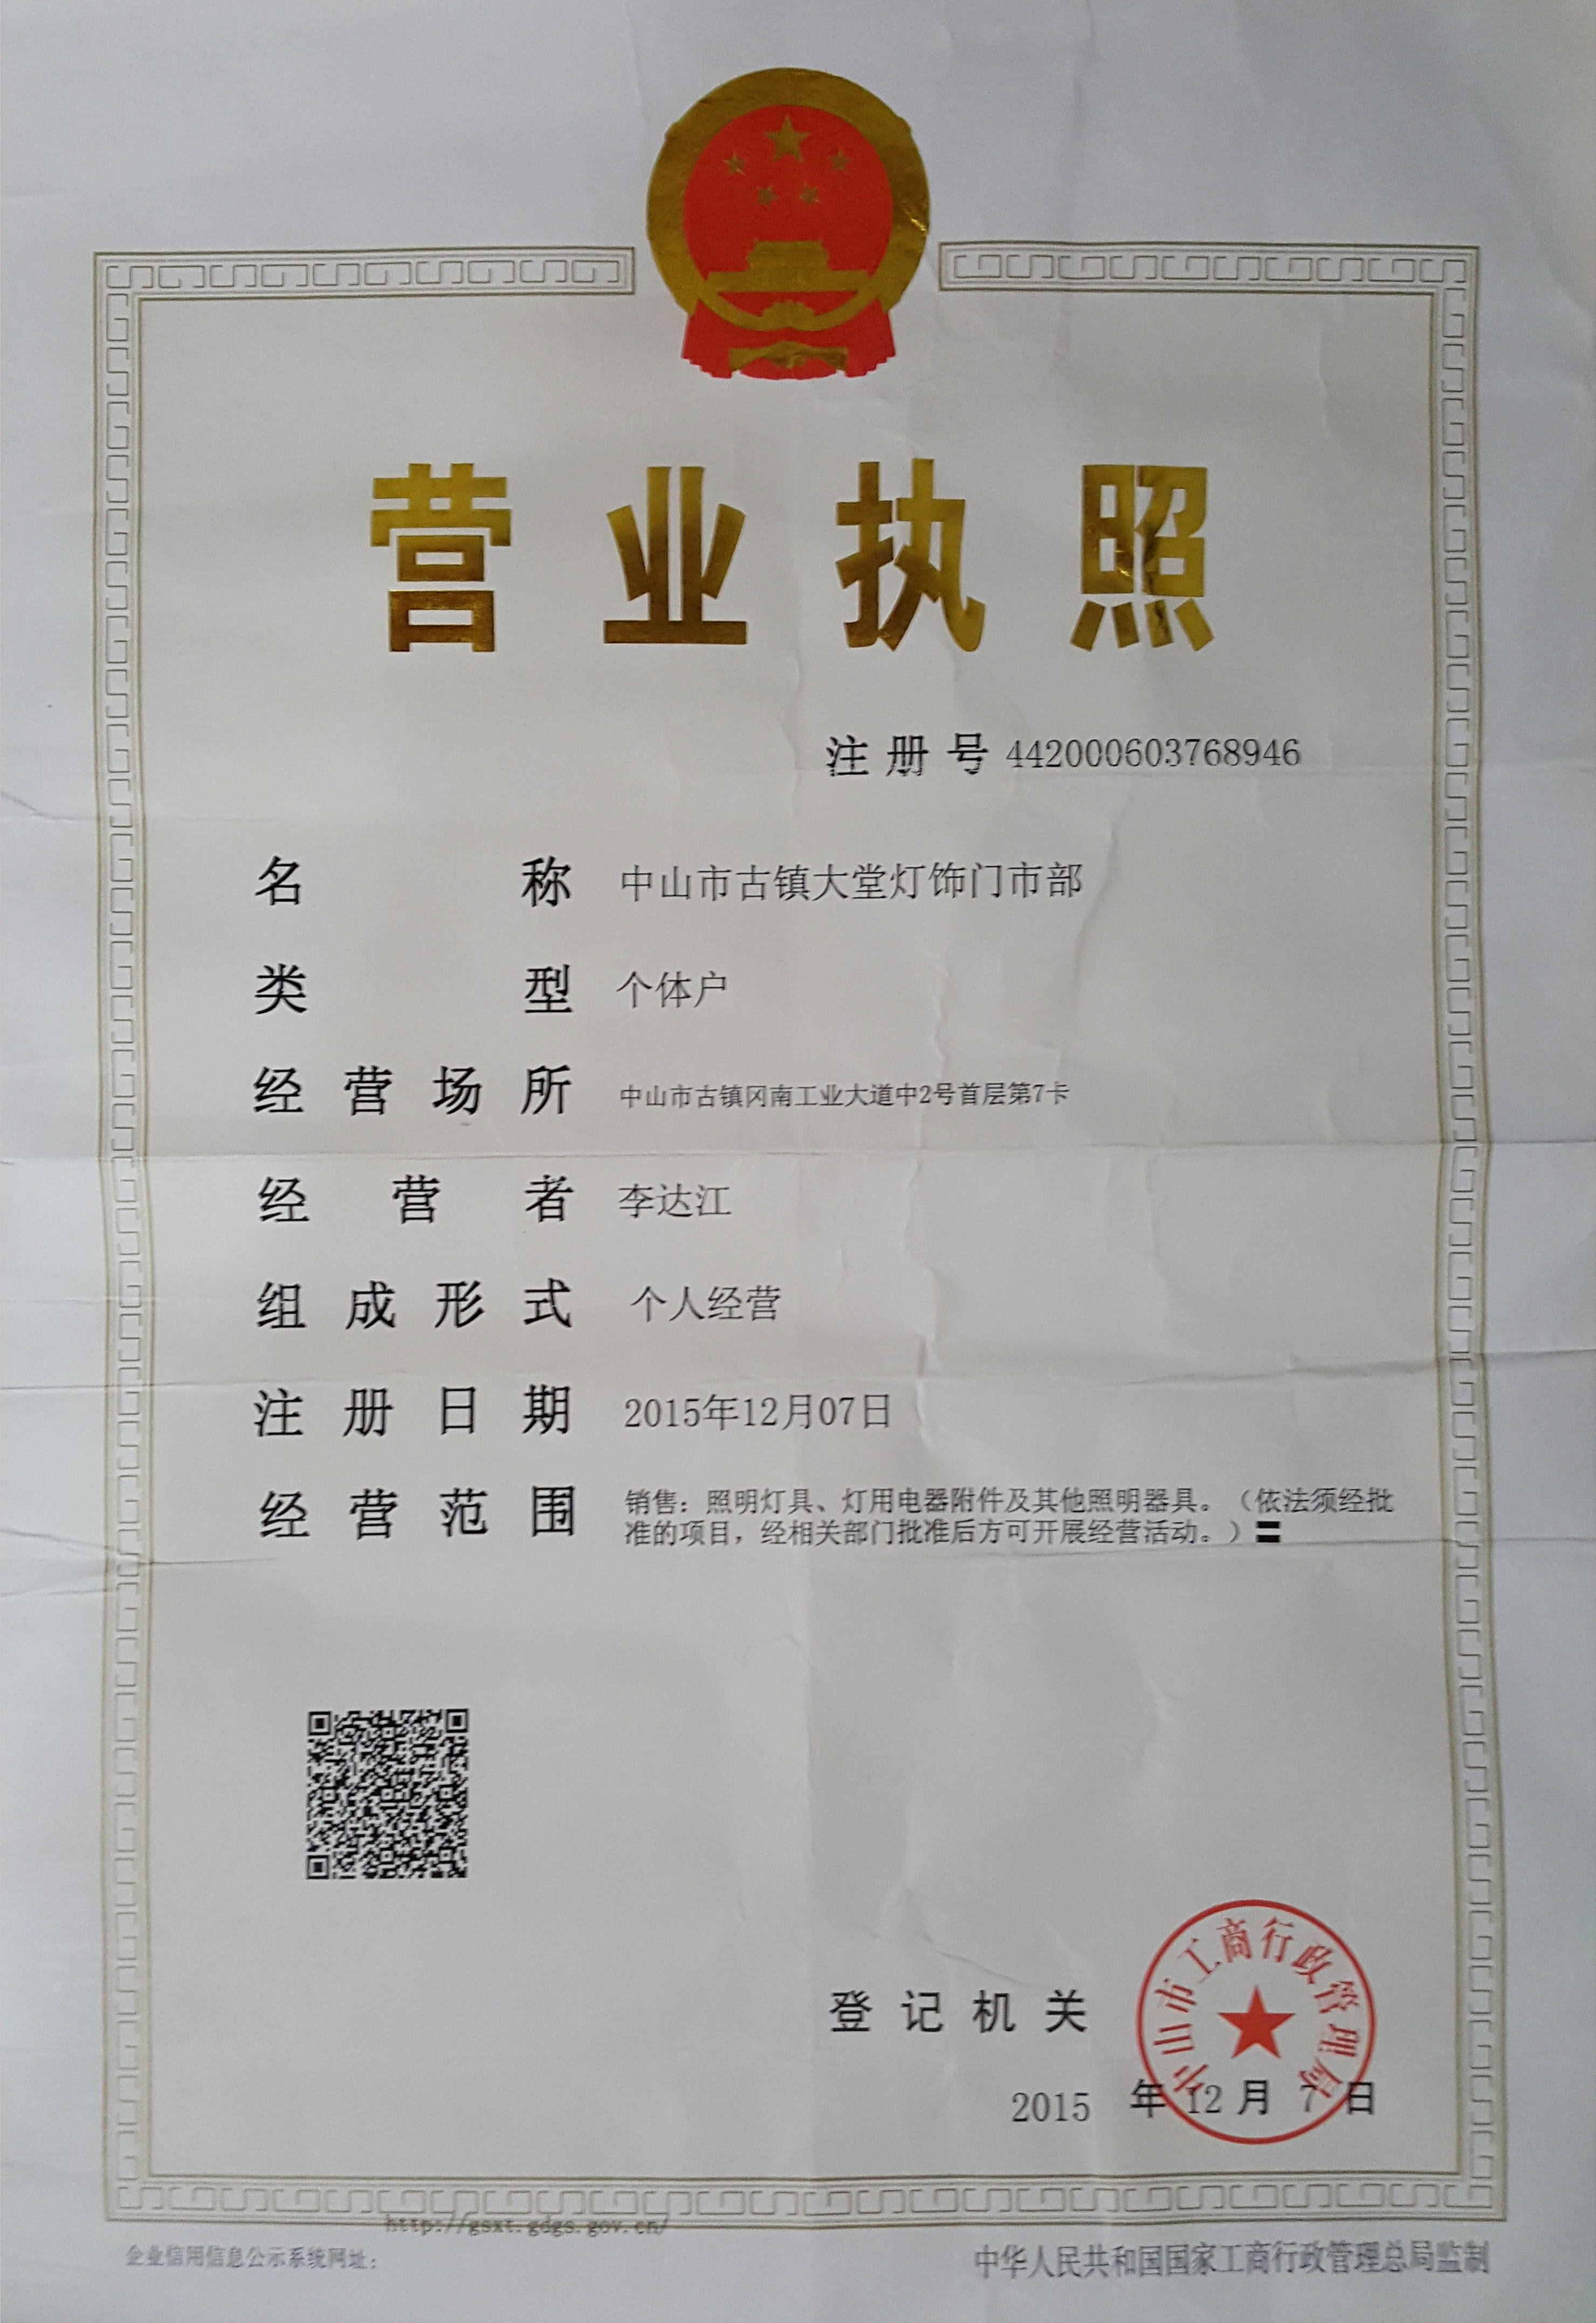 营业执照
注册号 442000603768946
名称 中山市古镇大堂灯饰门市部
类型 个体户
经营场所 中山市古镇冈南工业大道中2号首层第7卡
经营者 李达江
组成形式 个人经营
注册日期 2015年12月07日
经营范围 销售：照明灯具、灯用电器附件及其他照明器具。（依法须经批
准的项目，经相关部门批准后方可开展经营活动。）〓
登记机关
中山市工商行政管理局
2015 年 12 月 7 日
http://gsxt.gdgs.gov.cn/
企业信用信息公示系统网址：
中华人民共和国国家工商行政管理总局监制